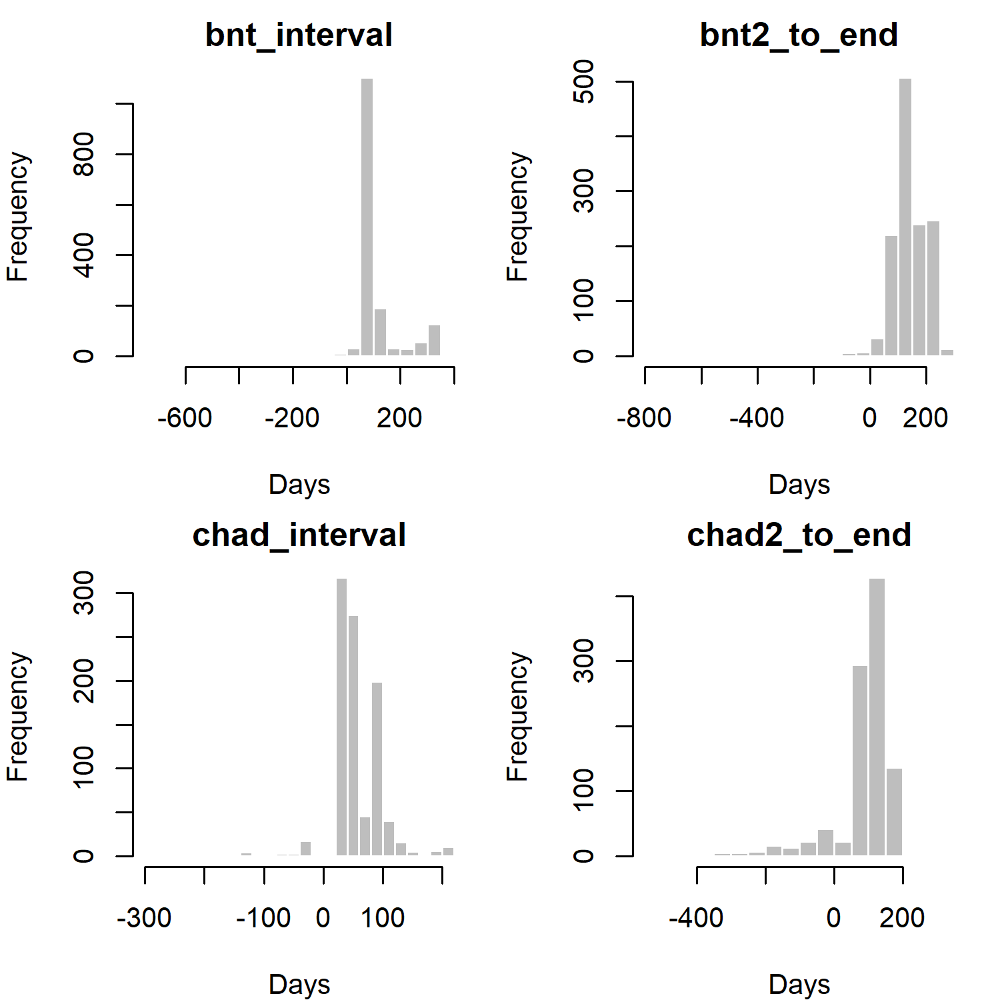 bnt_interval
Frequency
0 400 800
-600 -200 200
Days
bnt2_to_end
Frequency
0 100 300 500
-800 -400 0 200
Days
chad_interval
Frequency
0 100 200 300
-300 -100 0 100
Days
chad2_to_end
Frequency
0 100 300
-400 0 200
Days